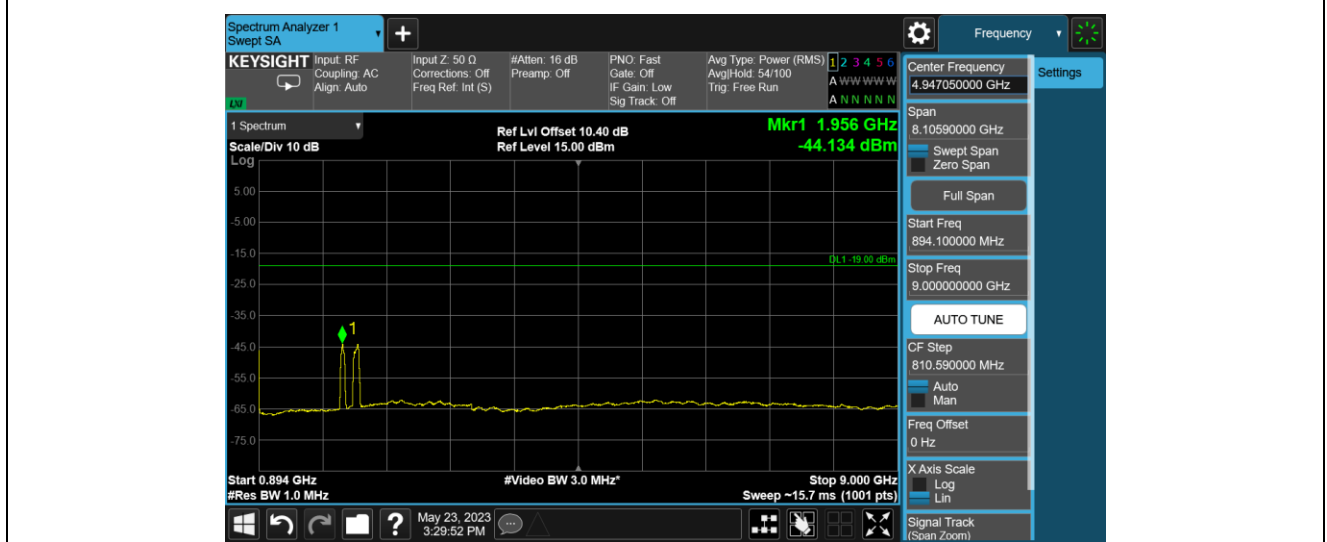 Spectrum Analyzer 1
Swept SA
+
Frequency
KEYSIGHT
LXI
Input: RF
Coupling: AC
Align: Auto
Input Z: 50 Ω
Corrections: Off
Freq Ref: Int (S)
#Atten: 16 dB
Preamp: Off
PNO: Fast
Gate: Off
IF Gain: Low
Sig Track: Off
Avg Type: Power (RMS)
Avg|Hold: 54/100
Trig: Free Run
1 2 3 4 5 6
A W W W W W
A N N N N N
1 Spectrum
Scale/Div 10 dB
Log
Ref Lvl Offset 10.40 dB
Ref Level 15.00 dBm
Mkr1 1.956 GHz
-44.134 dBm
5.00
-5.00
-15.0
DL1 -19.00 dBm
-25.0
-35.0
1
-45.0
-55.0
-65.0
-75.0
Start 0.894 GHz
#Res BW 1.0 MHz
#Video BW 3.0 MHz*
Stop 9.000 GHz
Sweep ~15.7 ms (1001 pts)
?
May 23, 2023
3:29:52 PM
Center Frequency
4.947050000 GHz
Settings
Span
8.10590000 GHz
Swept Span
Zero Span
Full Span
Start Freq
894.100000 MHz
Stop Freq
9.000000000 GHz
AUTO TUNE
CF Step
810.590000 MHz
Auto
Man
Freq Offset
0 Hz
X Axis Scale
Log
Lin
Signal Track
(Span Zoom)